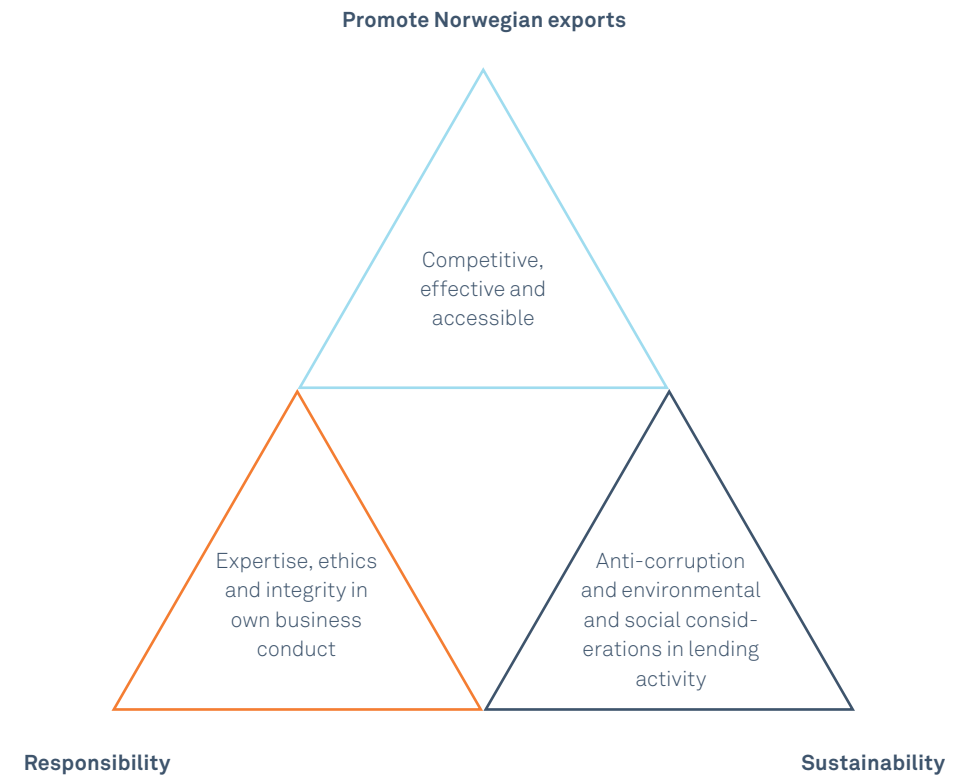 Promote Norwegian exports
Competitive,
effective and
accessible
Expertise, ethics
and integrity in
own business
conduct
Anti-corruption
and environmental
and social consid-
erations in lending
activity
Responsibility
Sustainability